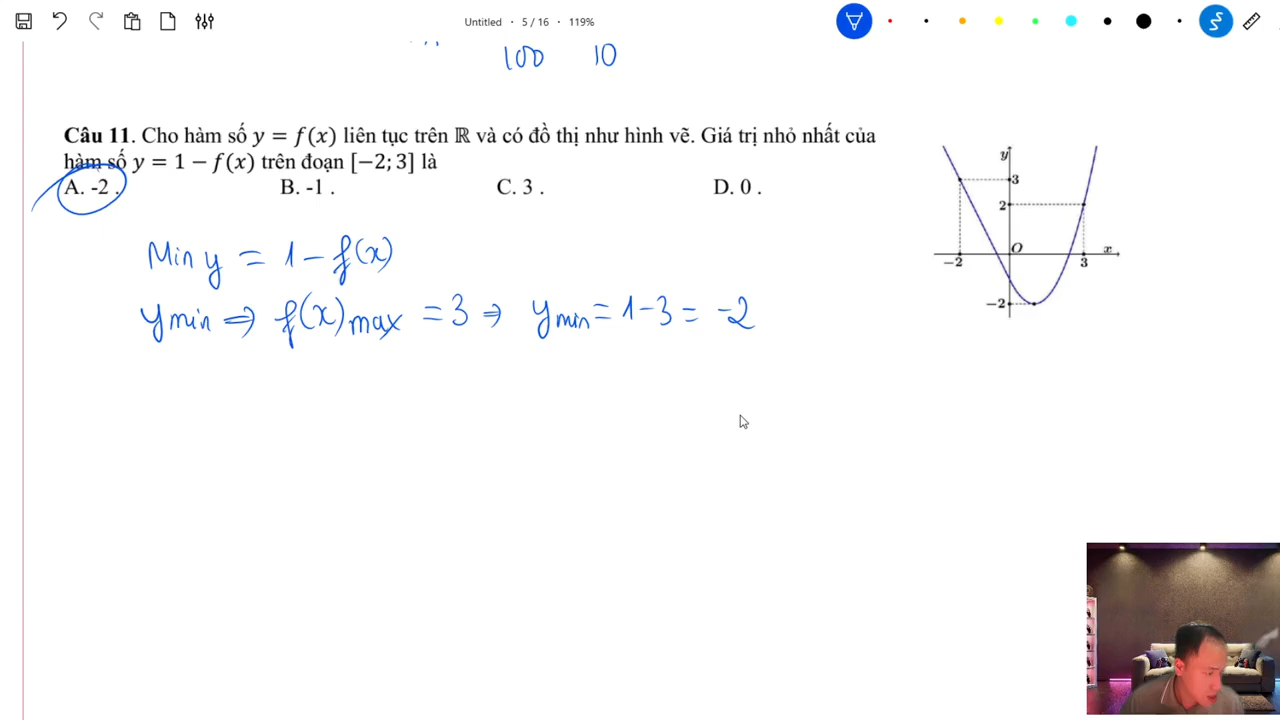 Untitled • 5 / 16 • 119%
100 10
Câu 11. Cho hàm số y = f(x) liên tục trên ℝ và có đồ thị như hình vẽ. Giá trị nhỏ nhất của
hàm số y = 1 − f(x) trên đoạn [−2; 3] là
A. -2 . B. -1 . C. 3 . D. 0 .
Min y = 1 − f(x)
y min ⇒ f(x) max = 3 ⇒ y min = 1−3 = −2
y
3
2
O
x
−2
3
−2